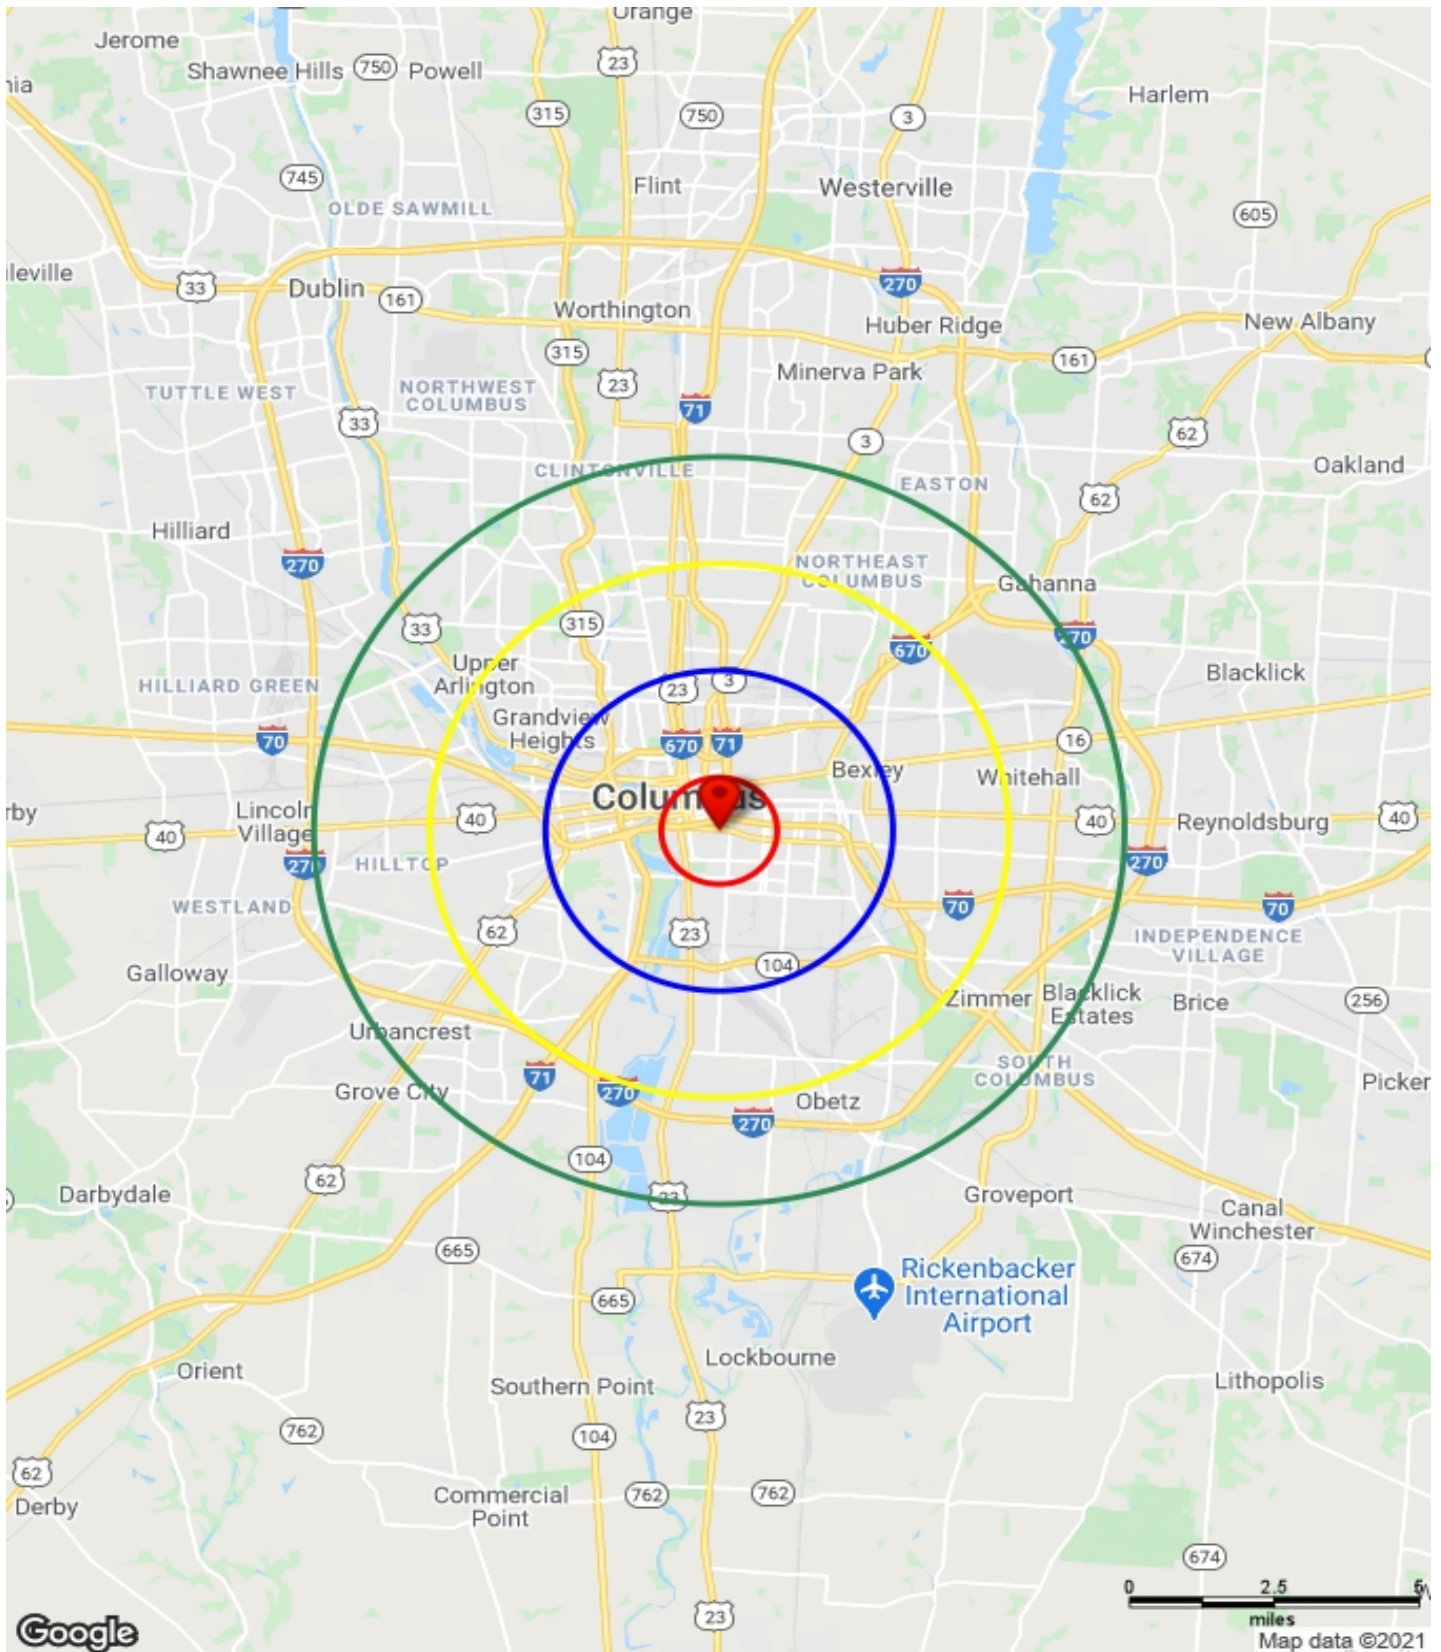 Orange
Jerome
Shawnee Hills
750
Powell
23
nia
Harlem
315
750
3
745
Flint
Westerville
OLDE SAWMILL
605
ileville
33
Dublin
161
270
Worthington
Huber Ridge
New Albany
315
161
23
Minerva Park
TUTTLE WEST
NORTHWEST
COLUMBUS
71
33
3
62
CLINTONVILLE
EASTON
Oakland
62
Hilliard
270
NORTHEAST
COLUMBUS
Gahanna
33
315
670
270
Upper
Arlington
Blacklick
HILLIARD GREEN
23
3
Grandview
Heights
70
670
71
16
Bexley
Whitehall
Columbus
rby
Lincoln
Village
40
40
40
Reynoldsburg
40
270
HILLTOP
270
WESTLAND
70
70
62
23
INDEPENDENCE
VILLAGE
Galloway
104
Zimmer
Blacklick
Estates
Brice
256
Urbancrest
SOUTH
COLUMBUS
71
270
Grove City
Obetz
Picker
270
104
62
Darbydale
23
Groveport
Canal
Winchester
665
674
Rickenbacker
International
Airport
665
Lockbourne
Orient
Southern Point
Lithopolis
23
762
104
62
Derby
Commercial
Point
762
762
674
0 2.5 5
miles
23
Google
Map data ©2021